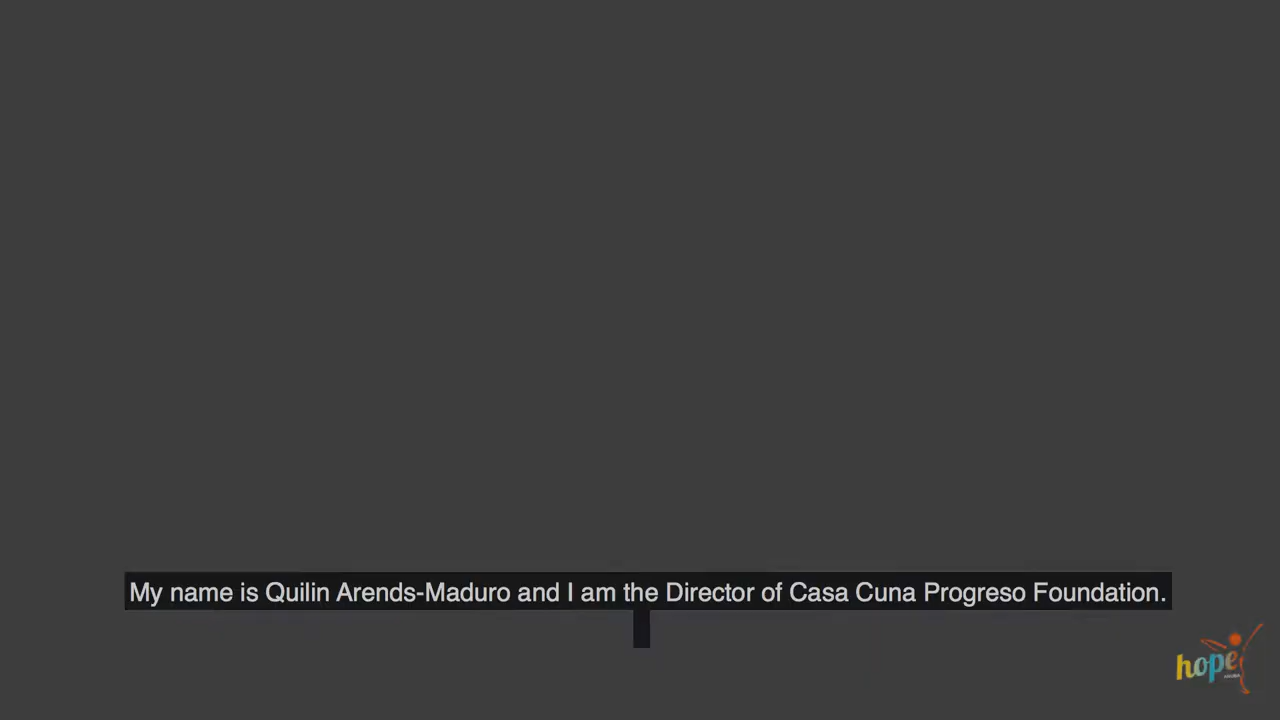 My name is Quilin Arends-Maduro and I am the Director of Casa Cuna Progreso Foundation.
hope